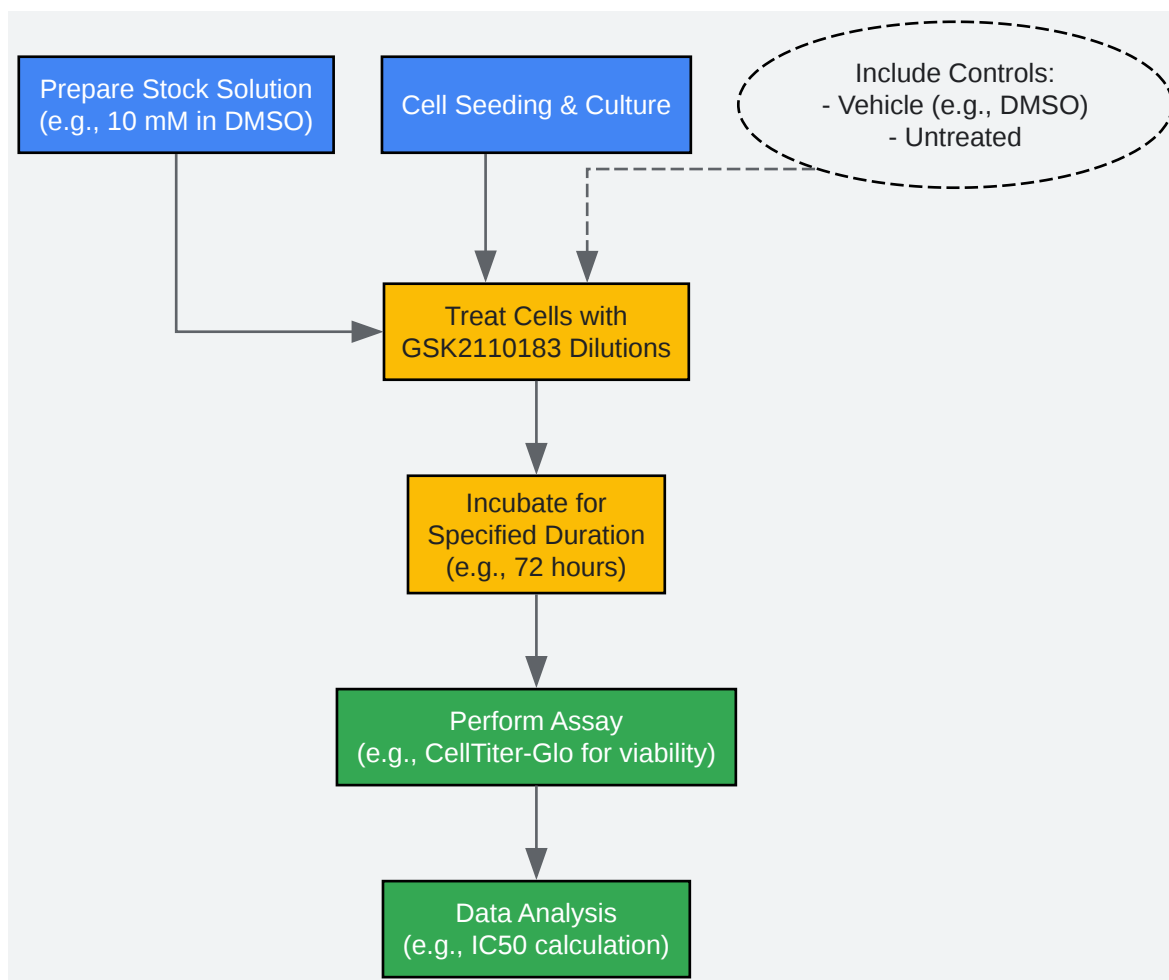 Prepare Stock Solution
(e.g., 10 mM in DMSO)
Cell Seeding & Culture
Include Controls:
- Vehicle (e.g., DMSO)
- Untreated
Treat Cells with
GSK2110183 Dilutions
Incubate for
Specified Duration
(e.g., 72 hours)
Perform Assay
(e.g., CellTiter-Glo for viability)
Data Analysis
(e.g., IC50 calculation)